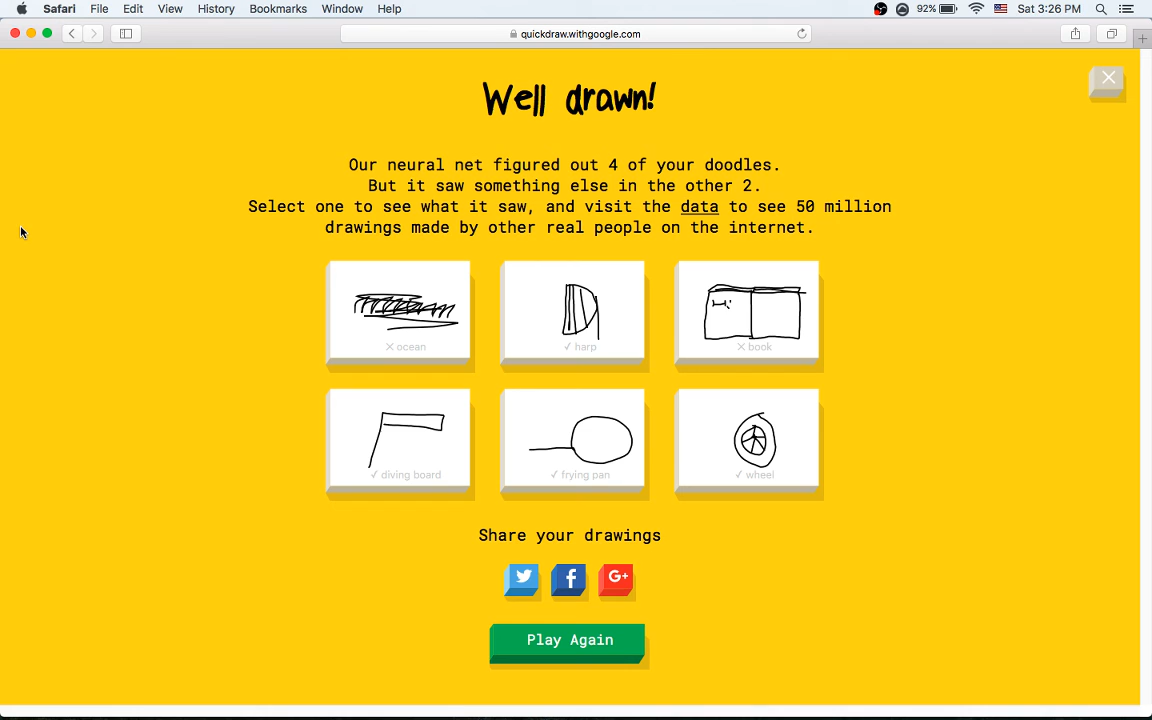 Safari File Edit View History Bookmarks Window Help 92% Sat 3:26 PM
quickdraw.withgoogle.com
Well drawn!
Our neural net figured out 4 of your doodles.
But it saw something else in the other 2.
Select one to see what it saw, and visit the data to see 50 million
drawings made by other real people on the internet.
Hi
ocean harp book
diving board frying pan wheel
Share your drawings
f G+
Play Again